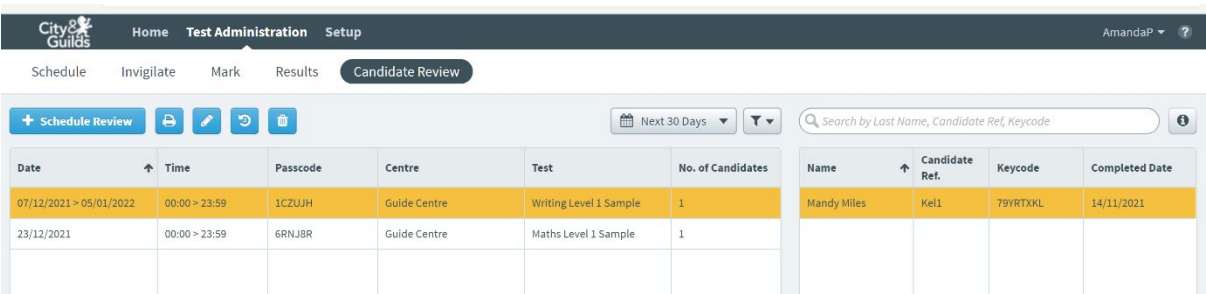 City& Guilds Home Test Administration Setup AmandaP ?
Schedule Invigilate Mark Results Candidate Review
+ Schedule Review Next 30 Days Search by Last Name, Candidate Ref, Keycode
Date Time Passcode Centre Test No. of Candidates Name Candidate Ref. Keycode Completed Date
07/12/2021 > 05/01/2022 00:00 > 23:59 1CZUJH Guide Centre Writing Level 1 Sample 1 Mandy Miles Kel1 79YRTXKL 14/11/2021
23/12/2021 00:00 > 23:59 6RNJ8R Guide Centre Maths Level 1 Sample 1